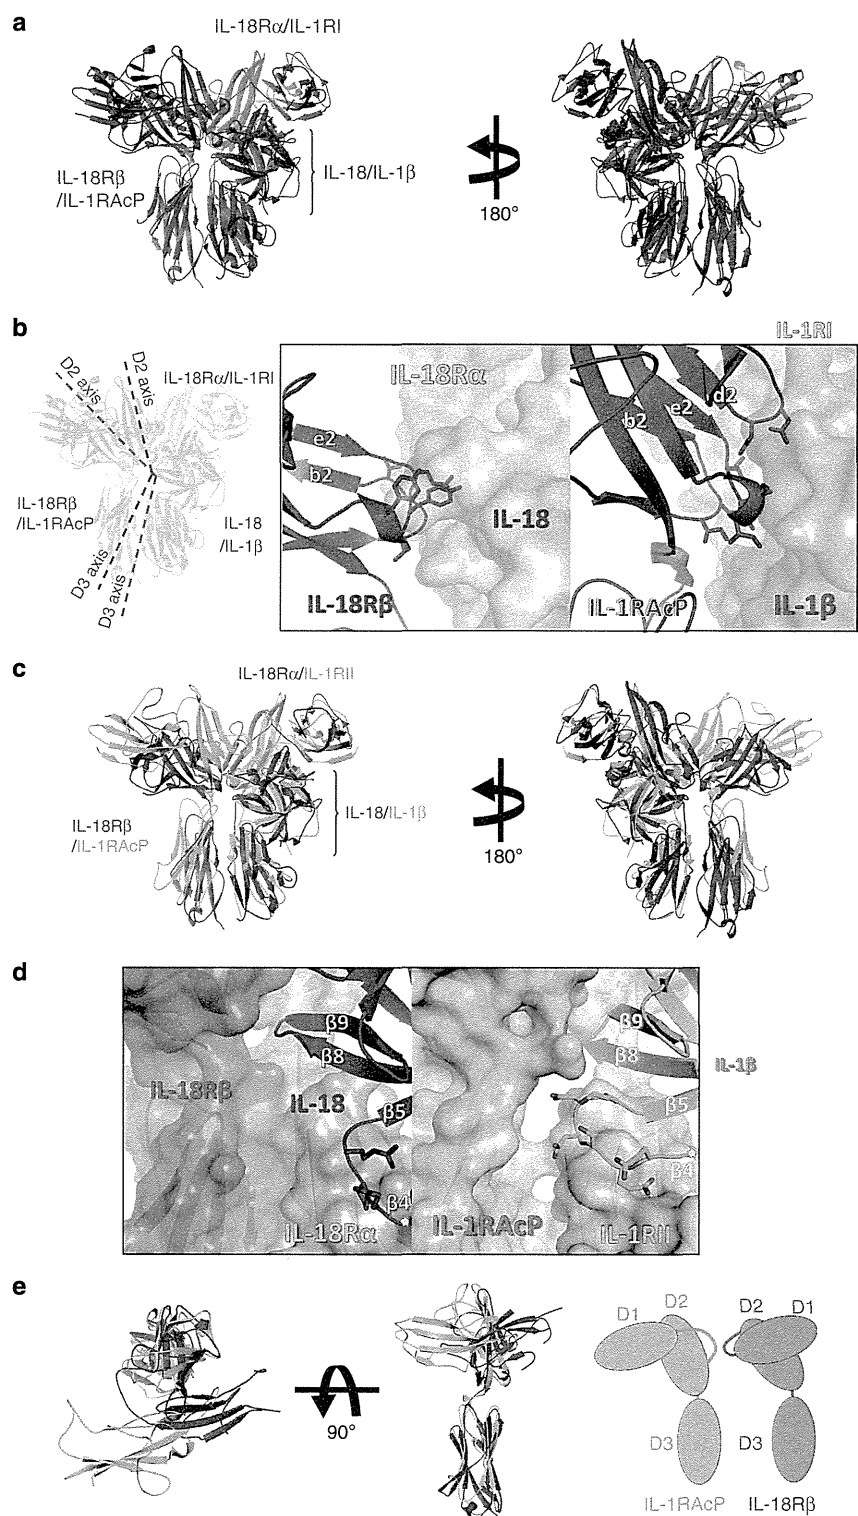 a
IL-18Rα/IL-1RI
IL-18Rβ
/IL-1RAcP
IL-18/IL-1β
180°
b
D2 axis
D2 axis
IL-18Rα/IL-1RI
IL-18Rβ
/IL-1RAcP
IL-18
/IL-1β
D3 axis
D3 axis
IL-18Rα
e2
b2
IL-18
IL-18Rβ
IL-1RI
d2
e2
b2
IL-1RAcP
IL-1β
c
IL-18Rα/IL-1RII
IL-18Rβ
/IL-1RAcP
IL-18/IL-1β
180°
d
β9
β8
IL-18Rβ
IL-18
β5
β4
IL-18Rα
β9
β8
IL-1β
β5
β4
IL-1RAcP
IL-1RII
e
90°
D1
D2
D3
IL-1RAcP
D2
D1
D3
IL-18Rβ